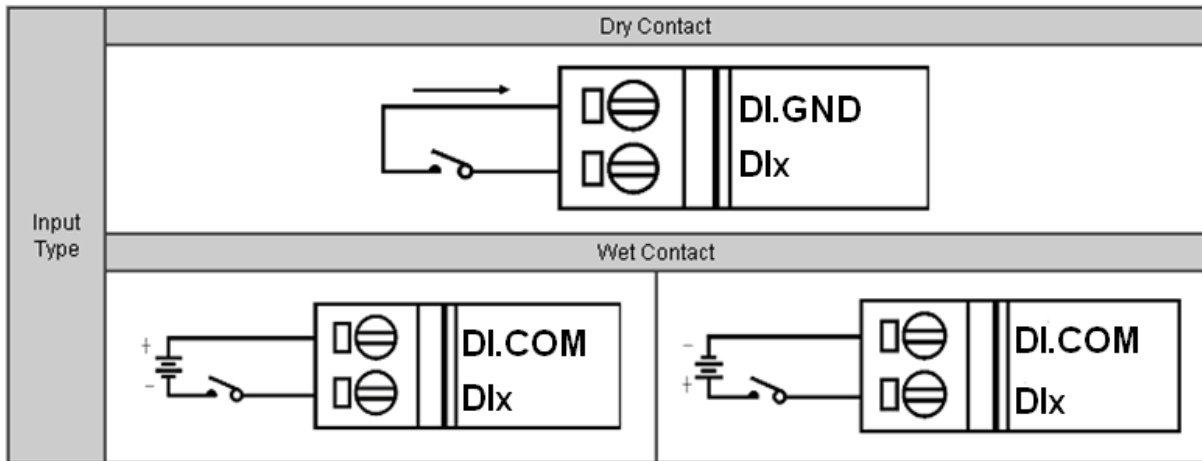 Dry Contact
DI.GND
DIx
Input
Type
Wet Contact
+
-
DI.COM
DIx
-
+
DI.COM
DIx